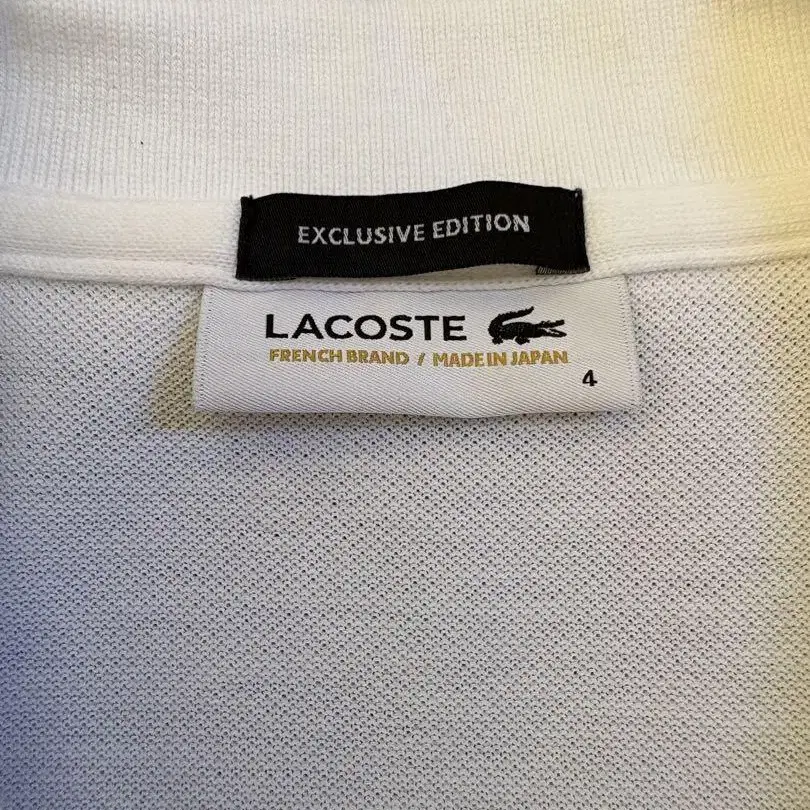 EXCLUSIVE EDITION
LACOSTE
FRENCH BRAND / MADE IN JAPAN
4